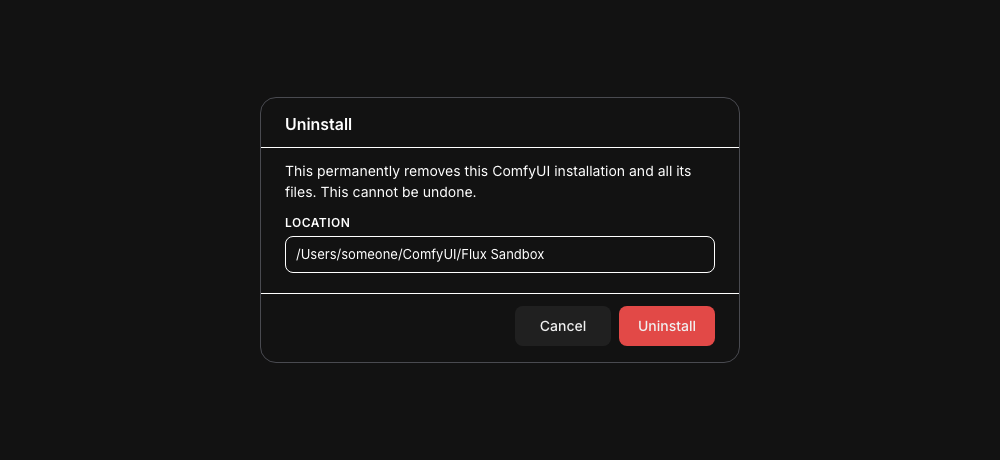 Uninstall
This permanently removes this ComfyUI installation and all its
files. This cannot be undone.
LOCATION
/Users/someone/ComfyUI/Flux Sandbox
Cancel
Uninstall